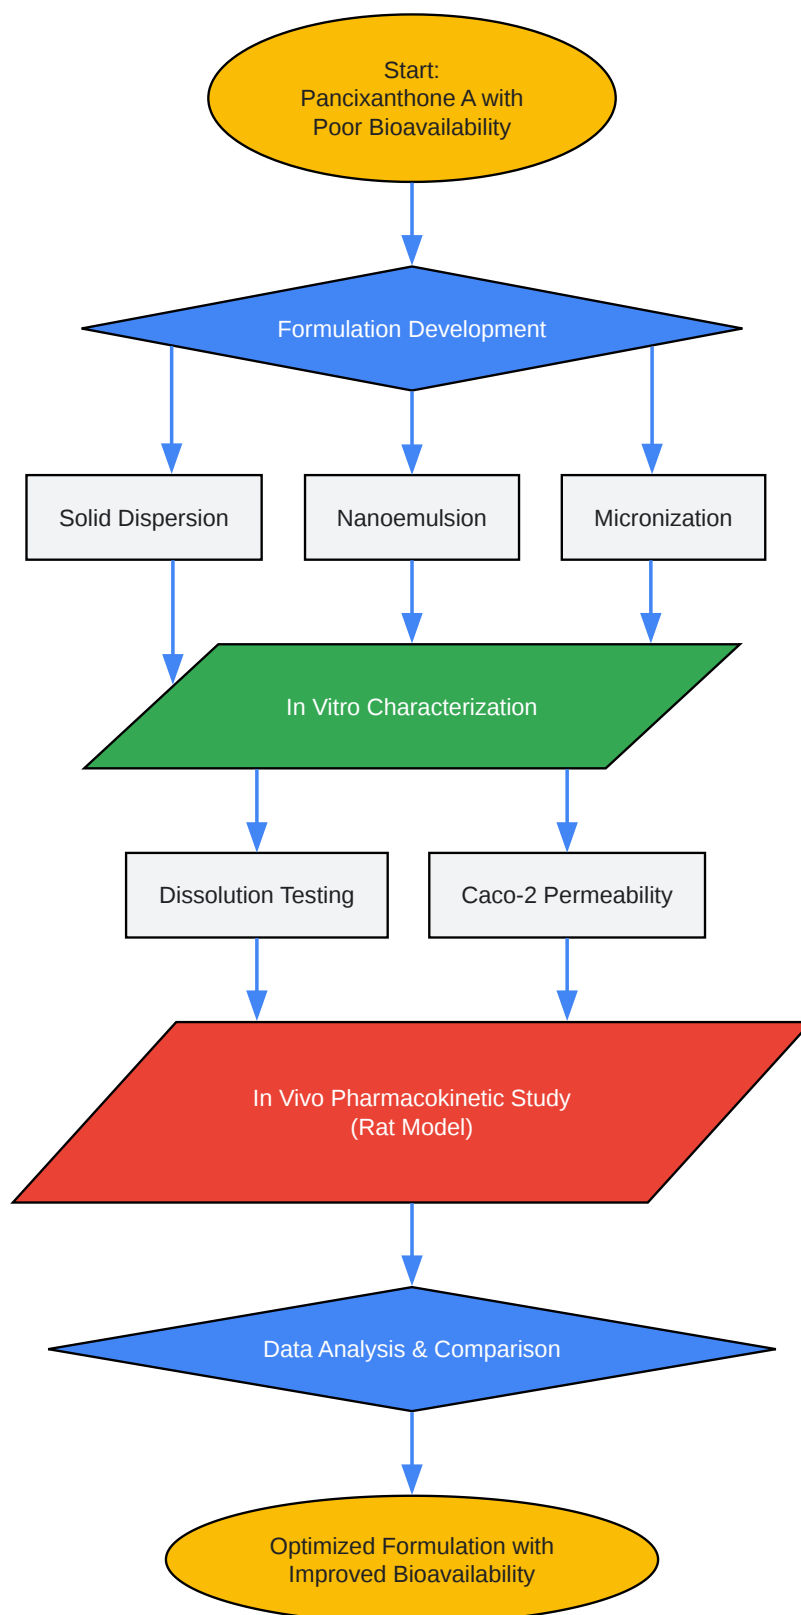 Start:
Pancixanthone A with
Poor Bioavailability
Formulation Development
Solid Dispersion
Nanoemulsion
Micronization
In Vitro Characterization
Dissolution Testing
Caco-2 Permeability
In Vivo Pharmacokinetic Study
(Rat Model)
Data Analysis & Comparison
Optimized Formulation with
Improved Bioavailability